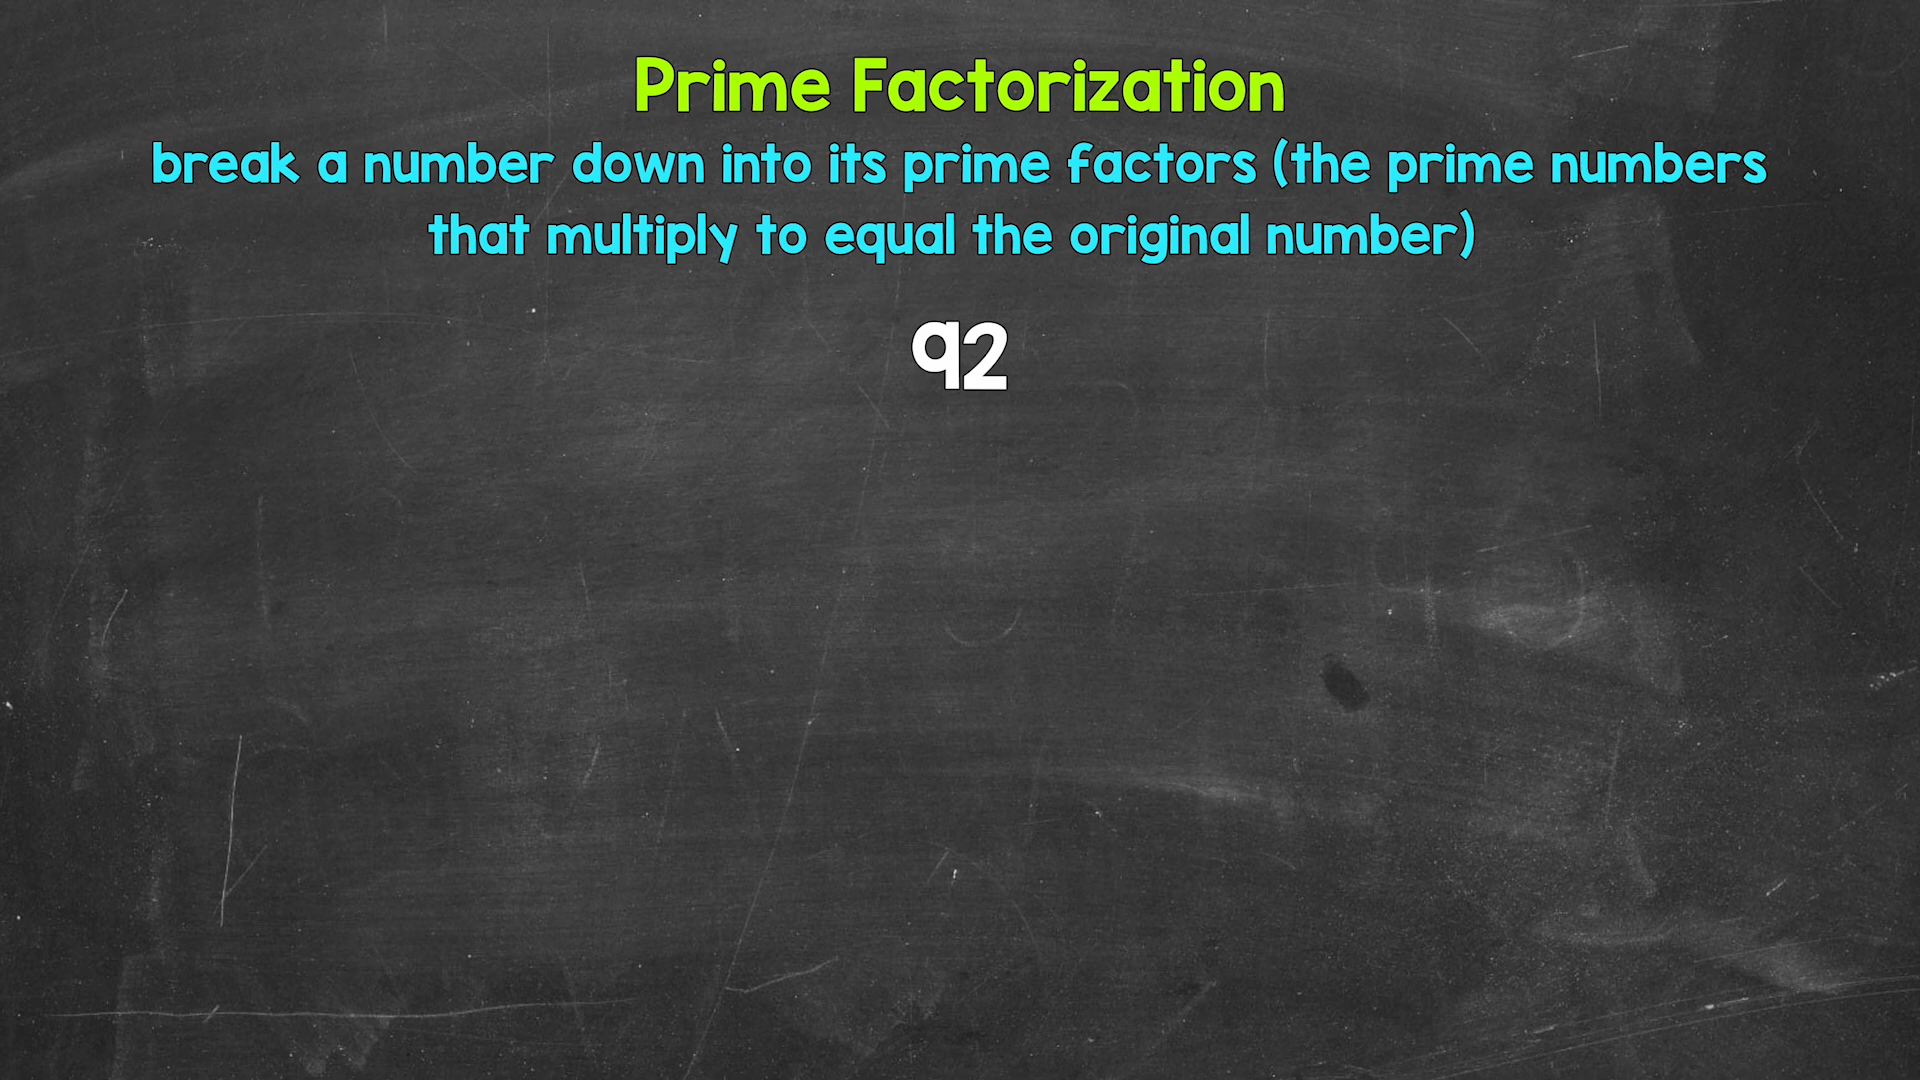 Prime Factorization
break a number down into its prime factors (the prime numbers
that multiply to equal the original number)
92